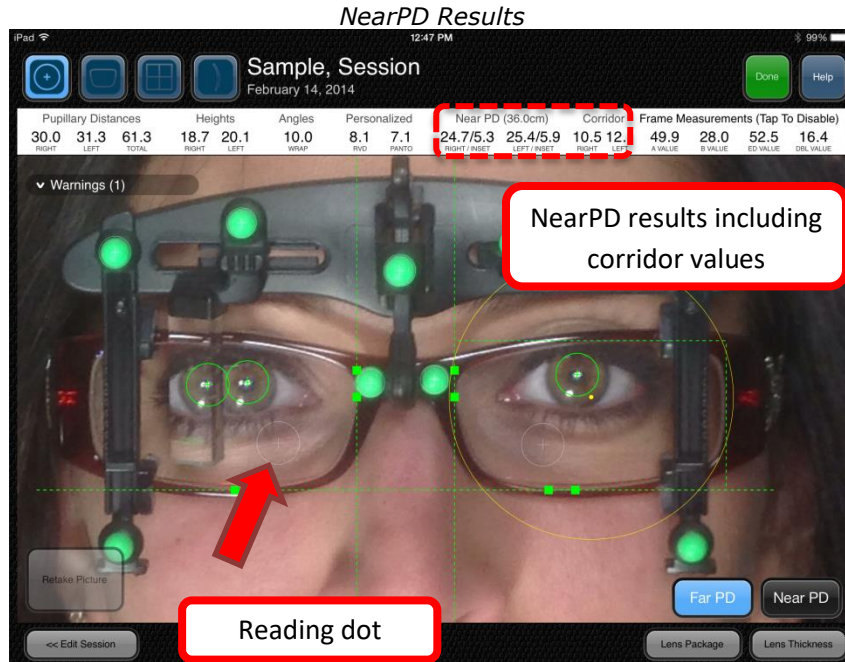 NearPD Results
iPad 12:47 PM 99%
Sample, Session
February 14, 2014
Done Help
Pupillary Distances Heights Angles Personalized Near PD (36.0cm) Corridor Frame Measurements (Tap To Disable)
30.0 31.3 61.3 18.7 20.1 10.0 8.1 7.1 24.7/5.3 25.4/5.9 10.5 12. 49.9 28.0 52.5 16.4
RIGHT LEFT TOTAL RIGHT LEFT WRAP RVD PANTO RIGHT / INSET LEFT / INSET RIGHT LEFT A VALUE B VALUE ED VALUE DBL VALUE
Warnings (1)
NearPD results including
corridor values
Retake Picture
Far PD Near PD
Reading dot
<< Edit Session Lens Package Lens Thickness